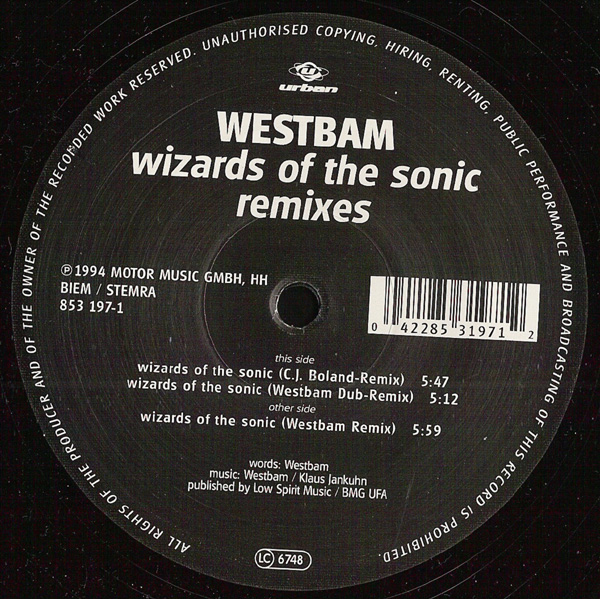 ALL RIGHTS OF THE PRODUCER AND OF THE OWNER OF THE RECORDED WORK RESERVED. UNAUTHORISED COPYING, HIRING, RENTING, PUBLIC PERFORMANCE AND BROADCASTING OF THIS RECORD IS PROHIBITED.
u
urban
WESTBAM
wizards of the sonic
remixes
℗ 1994 MOTOR MUSIC GMBH, HH
BIEM / STEMRA
853 197-1
0 42285 31971 2
this side
wizards of the sonic (C.J. Boland-Remix) 5:47
wizards of the sonic (Westbam Dub-Remix) 5:12
other side
wizards of the sonic (Westbam Remix) 5:59
words: Westbam
music: Westbam / Klaus Jankuhn
published by Low Spirit Music / BMG UFA
LC 6748